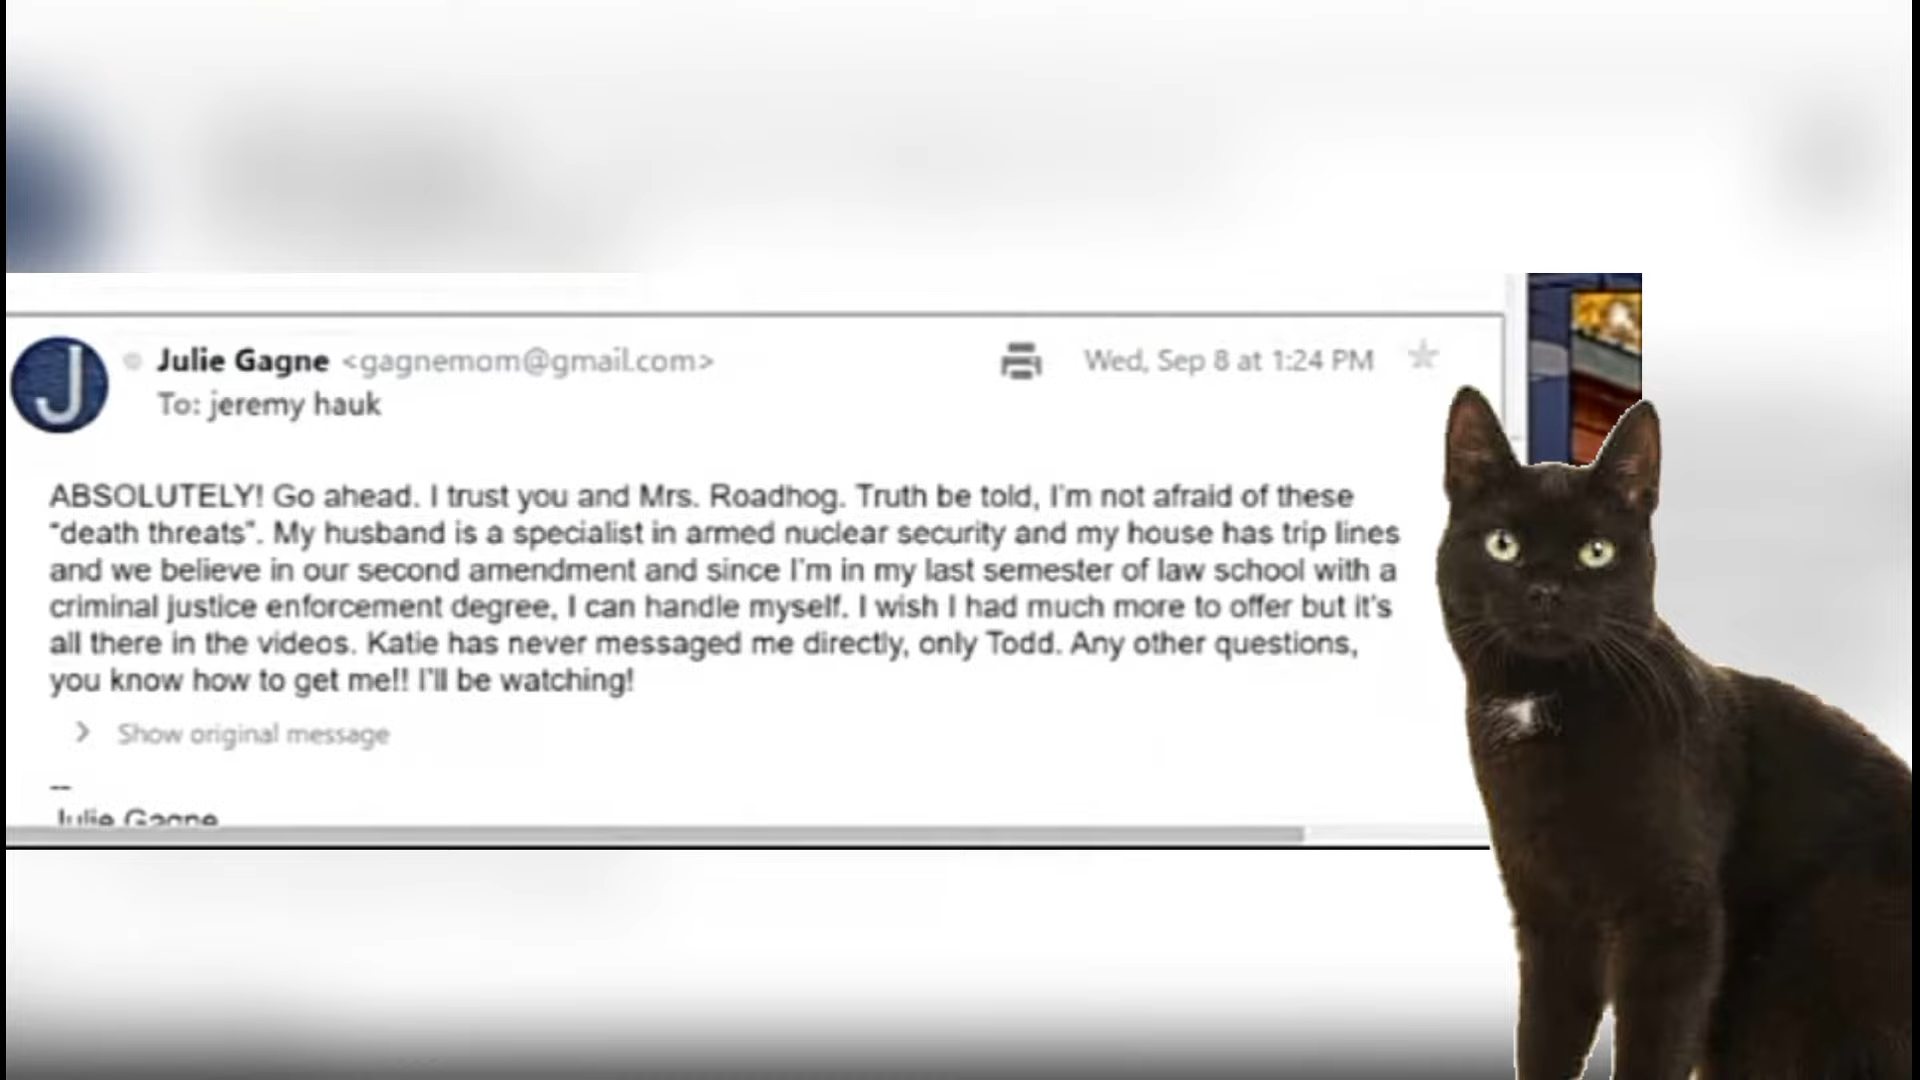 J
Julie Gagne <gagnemom@gmail.com>
Wed, Sep 8 at 1:24 PM
To: jeremy hauk
ABSOLUTELY! Go ahead. I trust you and Mrs. Roadhog. Truth be told, I'm not afraid of these
"death threats". My husband is a specialist in armed nuclear security and my house has trip lines
and we believe in our second amendment and since I'm in my last semester of law school with a
criminal justice enforcement degree, I can handle myself. I wish I had much more to offer but it's
all there in the videos. Katie has never messaged me directly, only Todd. Any other questions,
you know how to get me!! I'll be watching!
Show original message
--
Julie Gagne